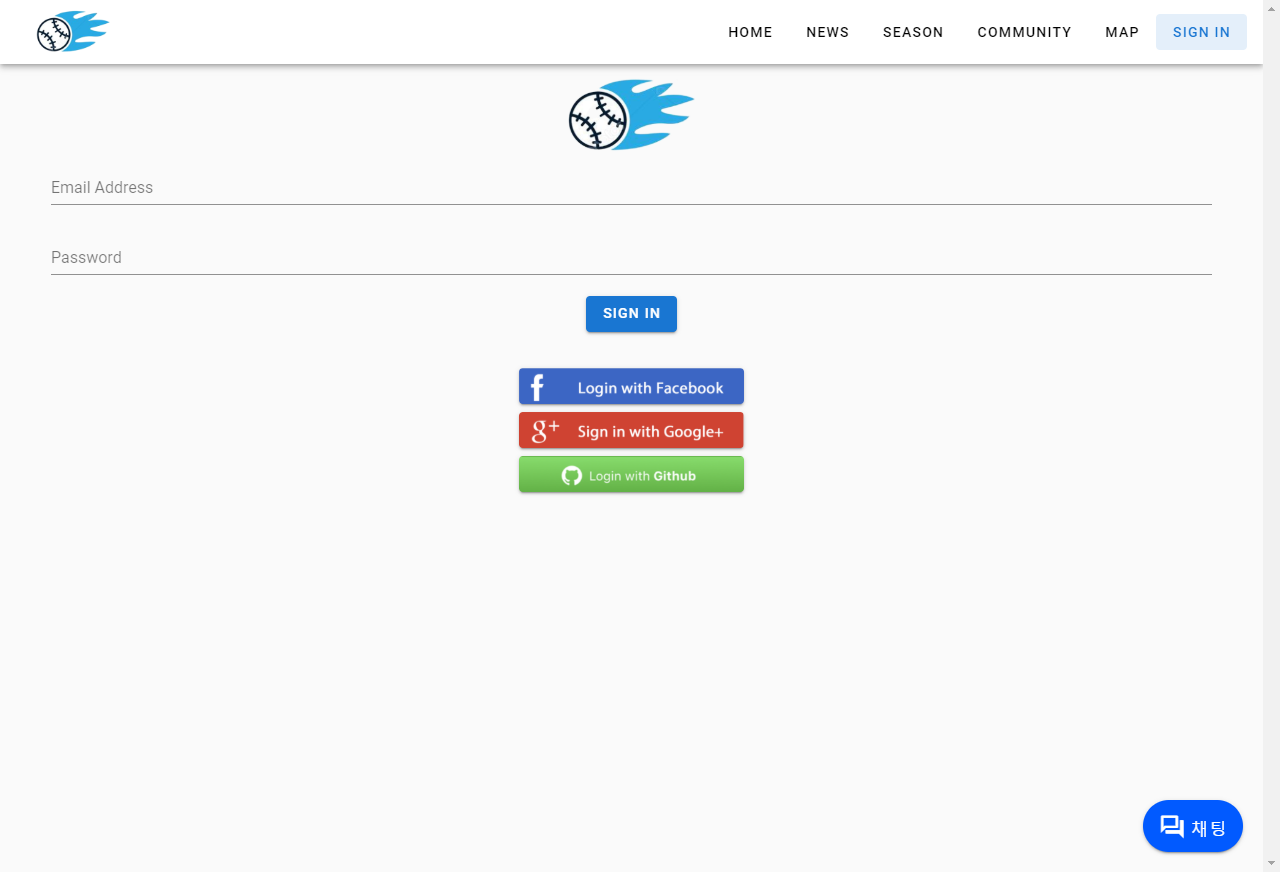 HOME NEWS SEASON COMMUNITY MAP SIGN IN
Email Address
Password
SIGN IN
Login with Facebook
g+ Sign in with Google+
Login with Github
채팅